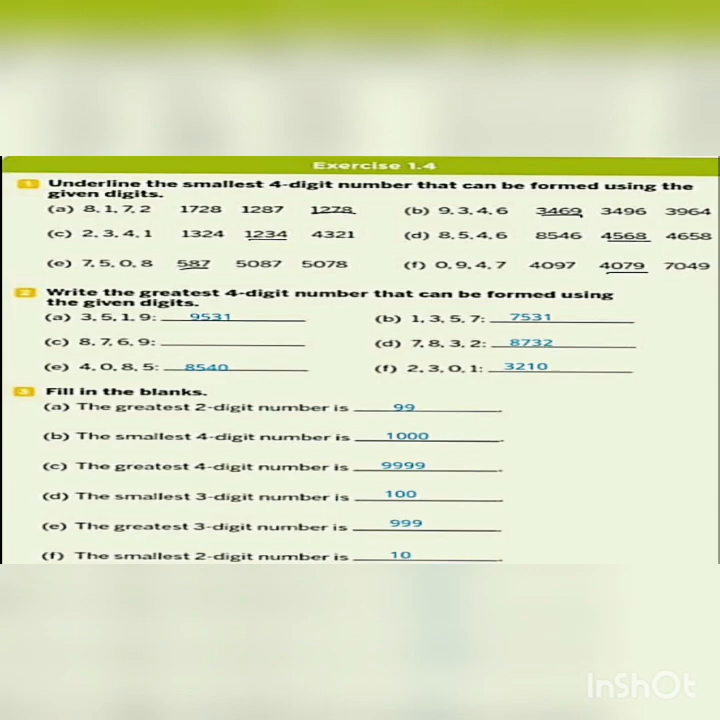 Exercise 1.4
1 Underline the smallest 4-digit number that can be formed using the
given digits.
(a) 8, 1, 7, 2 1728 1287 1278 (b) 9, 3, 4, 6 3469 3496 3964
(c) 2, 3, 4, 1 1324 1234 4321 (d) 8, 5, 4, 6 8546 4568 4658
(e) 7, 5, 0, 8 587 5087 5078 (f) 0, 9, 4, 7 4097 4079 7049
2 Write the greatest 4-digit number that can be formed using
the given digits.
(a) 3, 5, 1, 9: 9531 (b) 1, 3, 5, 7: 7531
(c) 8, 7, 6, 9: (d) 7, 8, 3, 2: 8732
(e) 4, 0, 8, 5: 8540 (f) 2, 3, 0, 1: 3210
3 Fill in the blanks.
(a) The greatest 2-digit number is 99.
(b) The smallest 4-digit number is 1000.
(c) The greatest 4-digit number is 9999.
(d) The smallest 3-digit number is 100.
(e) The greatest 3-digit number is 999.
(f) The smallest 2-digit number is 10.
InShOt